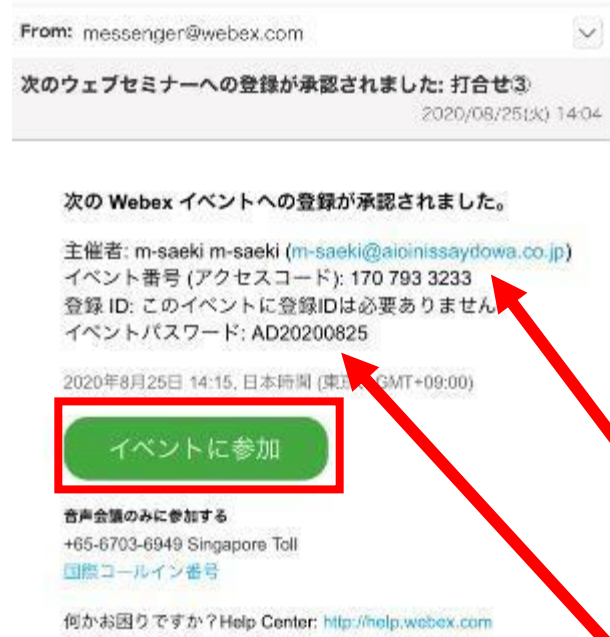 From: messenger@webex.com
次のウェブセミナーへの登録が承認されました: 打合せ③
2020/08/25(火) 14:04
次の Webex イベントへの登録が承認されました。
主催者: m-saeki m-saeki (m-saeki@aioinissaydowa.co.jp)
イベント番号 (アクセスコード): 170 793 3233
登録 ID: このイベントに登録IDは必要ありません
イベントパスワード: AD20200825
2020年8月25日 14:15, 日本時間 (東 GMT+09:00)
イベントに参加
音声会議のみに参加する
+65-6703-6949 Singapore Toll
国際コールイン番号
何かお困りですか？Help Center: http://help.webex.com